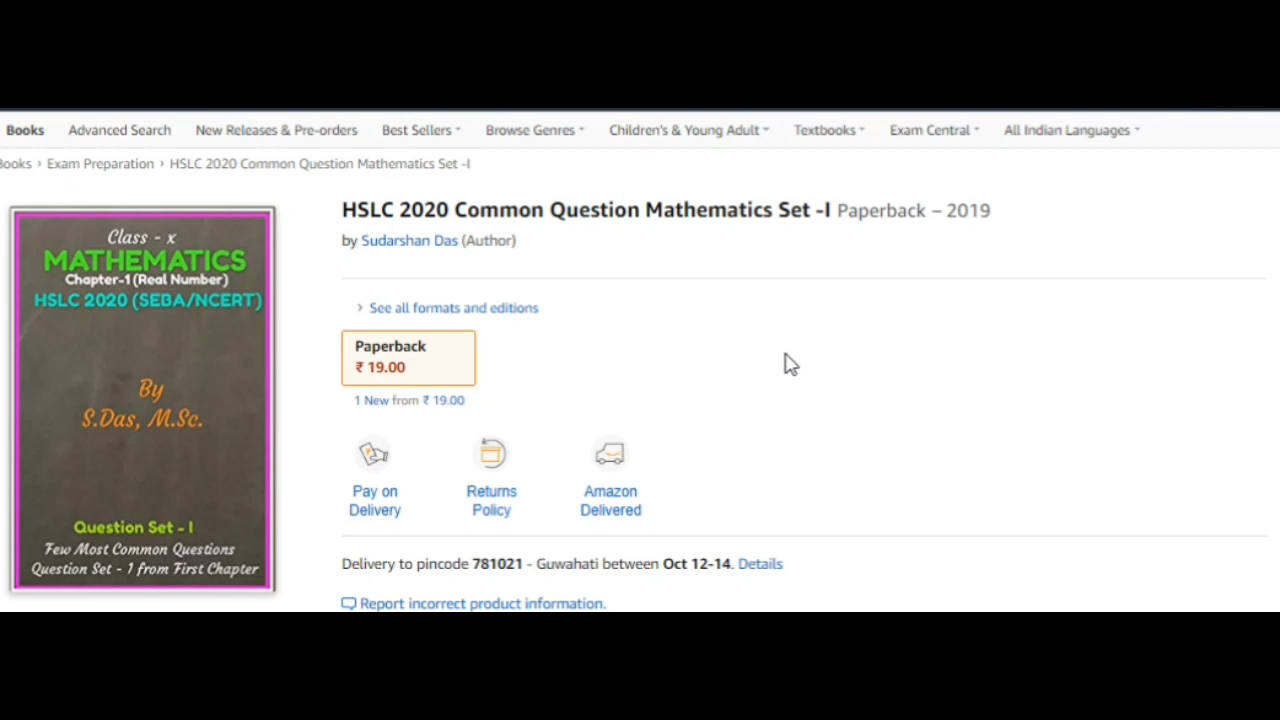 Books Advanced Search New Releases & Pre-orders Best Sellers Browse Genres Children's & Young Adult Textbooks Exam Central All Indian Languages
Books › Exam Preparation › HSLC 2020 Common Question Mathematics Set -I
Class - x
MATHEMATICS
Chapter-1 (Real Number)
HSLC 2020 (SEBA/NCERT)
By
S.Das, M.Sc.
Question Set - I
Few Most Common Questions
Question Set - 1 from First Chapter
HSLC 2020 Common Question Mathematics Set -I Paperback – 2019
by Sudarshan Das (Author)
› See all formats and editions
Paperback
₹ 19.00
1 New from ₹ 19.00
Pay on
Delivery
Returns
Policy
Amazon
Delivered
Delivery to pincode 781021 - Guwahati between Oct 12-14. Details
Report incorrect product information.